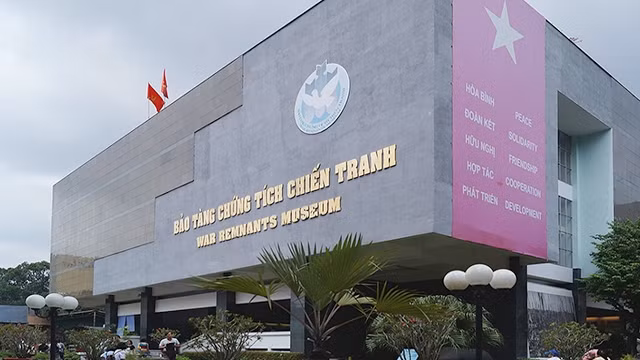 BẢO TÀNG CHỨNG TÍCH CHIẾN TRANH
WAR REMNANTS MUSEUM
HÒA BÌNH PEACE
ĐOÀN KẾT SOLIDARITY
HỮU NGHỊ FRIENDSHIP
HỢP TÁC COOPERATION
PHÁT TRIỂN DEVELOPMENT